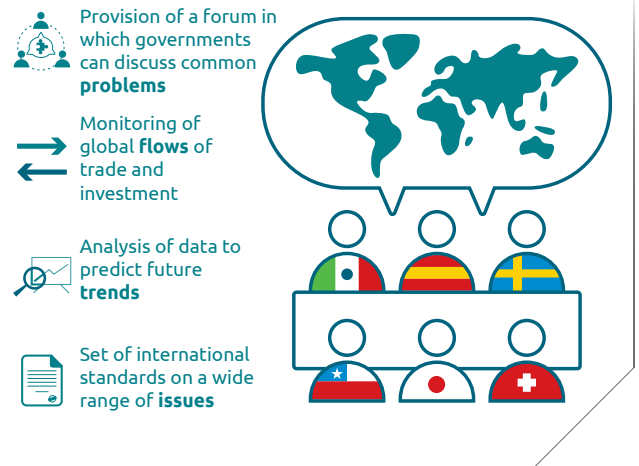 Provision of a forum in
which governments
can discuss common
problems
Monitoring of
global flows of
trade and
investment
Analysis of data to
predict future
trends
Set of international
standards on a wide
range of issues